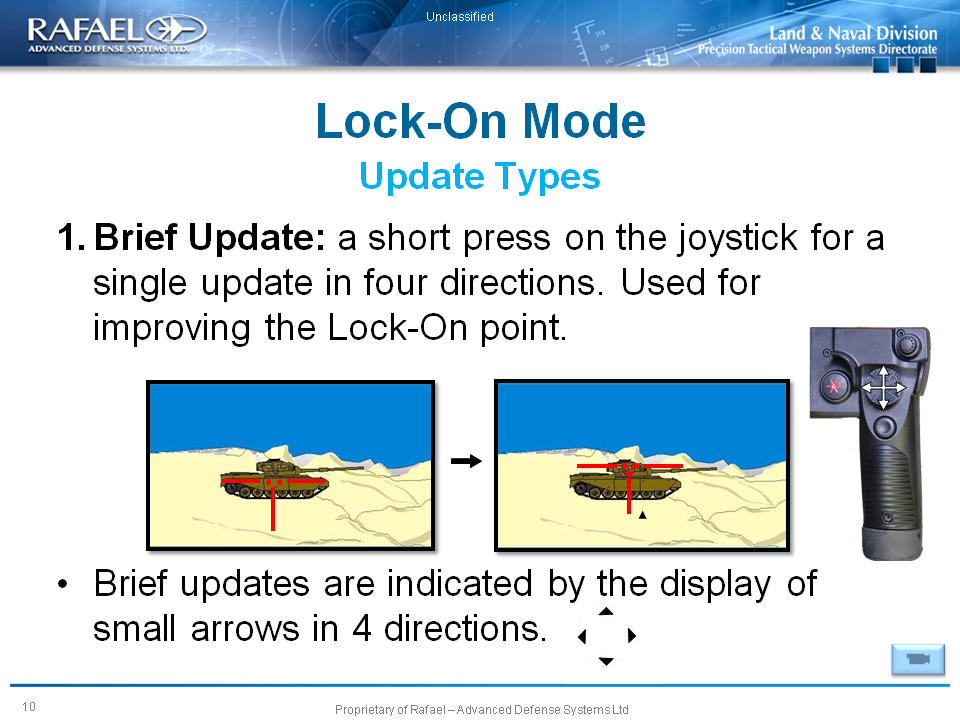 Unclassified
RAFAEL
ADVANCED DEFENSE SYSTEMS LTD.
Land & Naval Division
Precision Tactical Weapon Systems Directorate
Lock-On Mode
Update Types
1. Brief Update: a short press on the joystick for a
single update in four directions. Used for
improving the Lock-On point.
• Brief updates are indicated by the display of
small arrows in 4 directions.
10
Proprietary of Rafael – Advanced Defense Systems Ltd